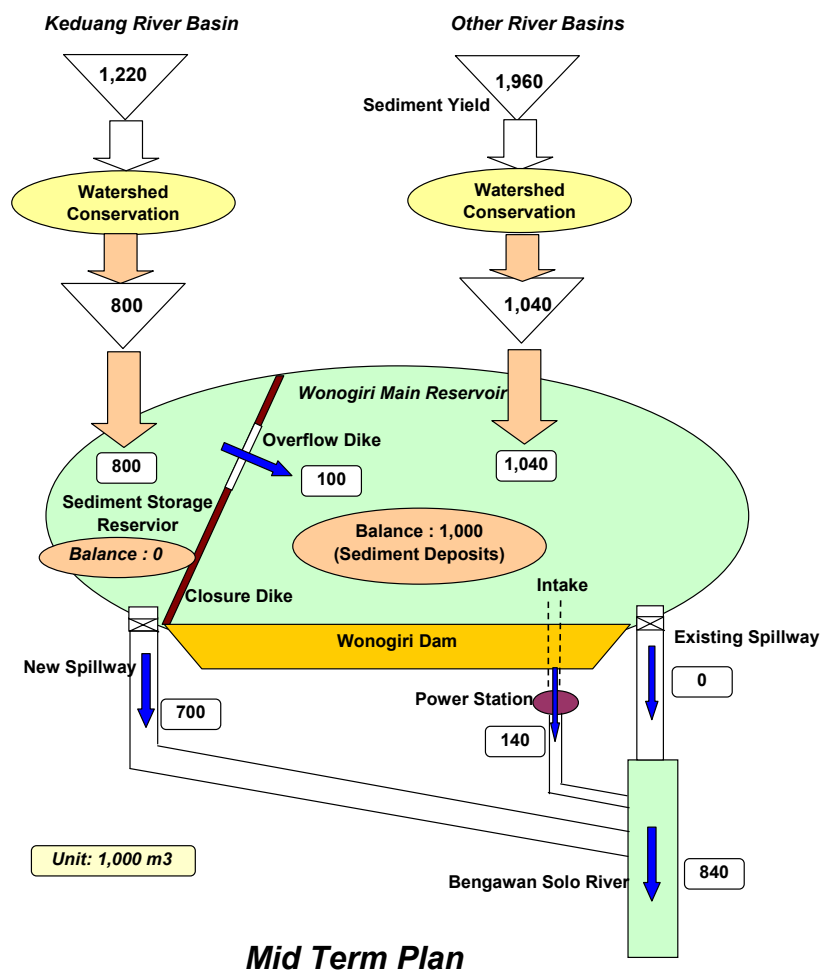 Keduang River Basin
Other River Basins
1,220
1,960
Sediment Yield
Watershed
Conservation
Watershed
Conservation
800
1,040
Wonogiri Main Reservoir
Overflow Dike
800
100
1,040
Sediment Storage
Reservior
Balance : 0
Balance : 1,000
(Sediment Deposits)
Intake
Closure Dike
Wonogiri Dam
Existing Spillway
New Spillway
0
Power Station
700
140
Unit: 1,000 m3
Bengawan Solo River
840
Mid Term Plan